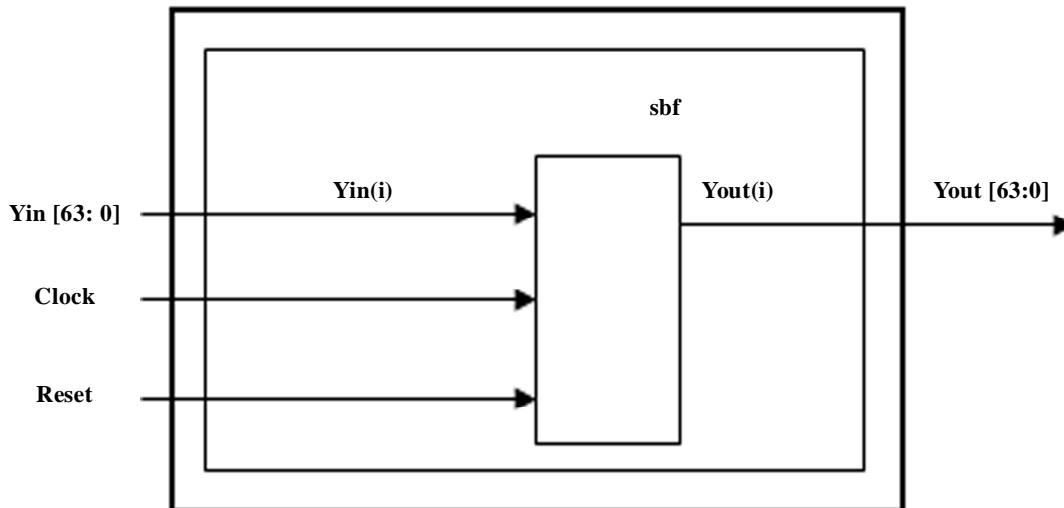 sbf
Yin(i)
Yout(i)
Yout [63:0]
Yin [63: 0]
Clock
Reset